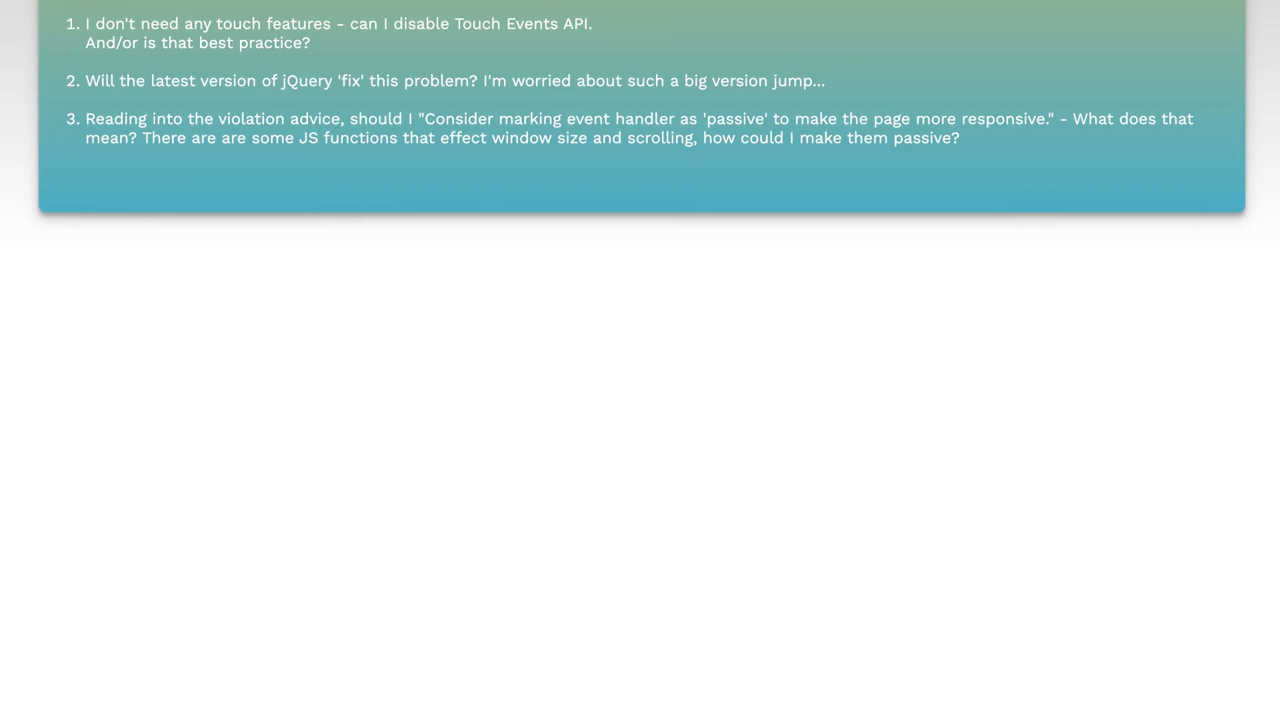 1. I don't need any touch features - can I disable Touch Events API.
And/or is that best practice?
2. Will the latest version of jQuery 'fix' this problem? I'm worried about such a big version jump...
3. Reading into the violation advice, should I "Consider marking event handler as 'passive' to make the page more responsive." - What does that
mean? There are are some JS functions that effect window size and scrolling, how could I make them passive?